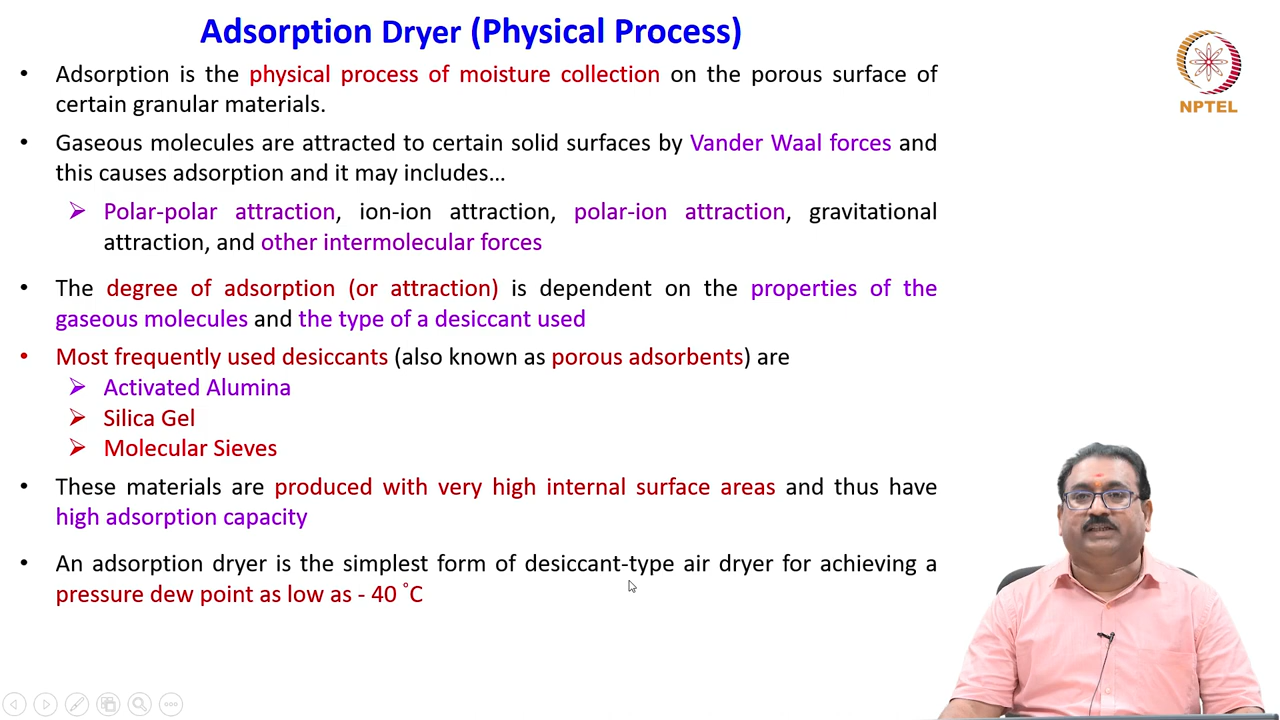 Adsorption Dryer (Physical Process)
• Adsorption is the physical process of moisture collection on the porous surface of
certain granular materials.
• Gaseous molecules are attracted to certain solid surfaces by Vander Waal forces and
this causes adsorption and it may includes...
➢ Polar-polar attraction, ion-ion attraction, polar-ion attraction, gravitational
attraction, and other intermolecular forces
• The degree of adsorption (or attraction) is dependent on the properties of the
gaseous molecules and the type of a desiccant used
• Most frequently used desiccants (also known as porous adsorbents) are
➢ Activated Alumina
➢ Silica Gel
➢ Molecular Sieves
• These materials are produced with very high internal surface areas and thus have
high adsorption capacity
• An adsorption dryer is the simplest form of desiccant-type air dryer for achieving a
pressure dew point as low as - 40 °C
NPTEL